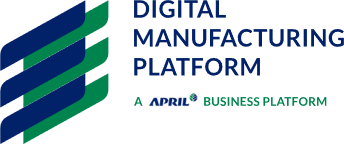 DIGITAL
MANUFACTURING
PLATFORM
A APRIL BUSINESS PLATFORM